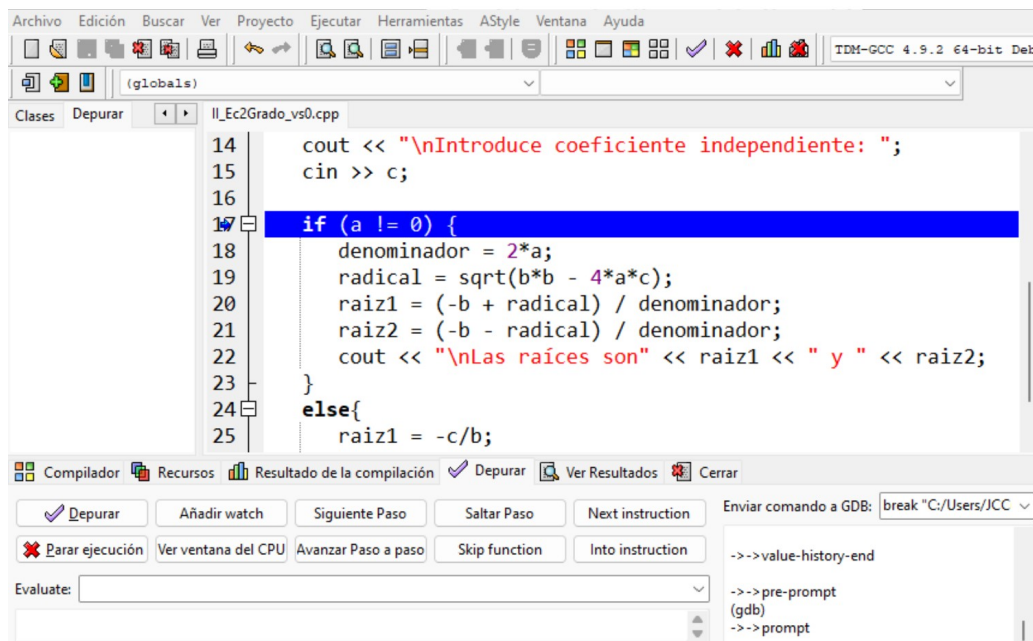 Archivo Edición Buscar Ver Proyecto Ejecutar Herramientas AStyle Ventana Ayuda
TDM-GCC 4.9.2 64-bit Deb
(globals)
Clases Depurar II_Ec2Grado_vs0.cpp
14 cout << "\nIntroduce coeficiente independiente: ";
15 cin >> c;
16
17 if (a != 0) {
18 denominador = 2*a;
19 radical = sqrt(b*b - 4*a*c);
20 raiz1 = (-b + radical) / denominador;
21 raiz2 = (-b - radical) / denominador;
22 cout << "\nLas raíces son" << raiz1 << " y " << raiz2;
23 }
24 else{
25 raiz1 = -c/b;
Compilador Recursos Resultado de la compilación Depurar Ver Resultados Cerrar
Depurar Añadir watch Siguiente Paso Saltar Paso Next instruction Enviar comando a GDB: break "C:/Users/JCC
Parar ejecución Ver ventana del CPU Avanzar Paso a paso Skip function Into instruction
->->value-history-end
Evaluate:
->->pre-prompt
(gdb)
->->prompt